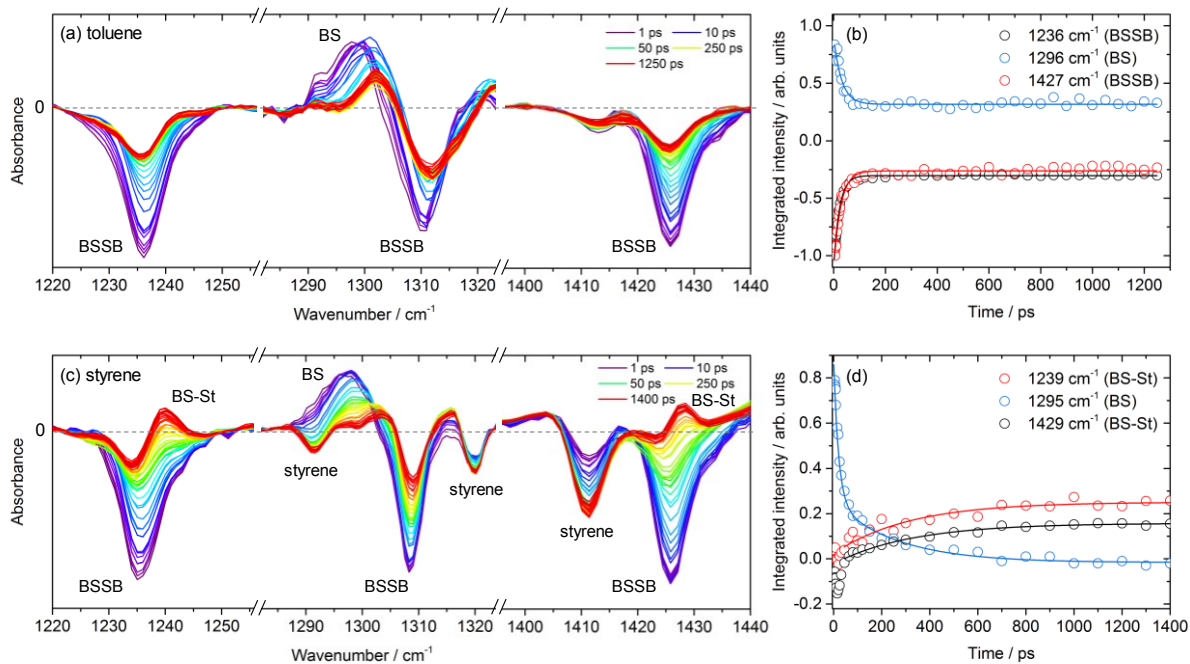 (a) toluene
BS
1 ps 10 ps
50 ps 250 ps
1250 ps
0
Absorbance
BSSB
BSSB
BSSB
1220 1230 1240 1250 1290 1300 1310 1320 1400 1410 1420 1430 1440
Wavenumber / cm⁻¹
(b)
1236 cm⁻¹ (BSSB)
1296 cm⁻¹ (BS)
1427 cm⁻¹ (BSSB)
1.0
0.5
0.0
-0.5
-1.0
Integrated intensity / arb. units
0 200 400 600 800 1000 1200
Time / ps
(c) styrene
BS
BS-St
1 ps 10 ps
50 ps 250 ps
1400 ps
BS-St
0
Absorbance
styrene
styrene
styrene
BSSB
BSSB
BSSB
1220 1230 1240 1250 1290 1300 1310 1320 1400 1410 1420 1430 1440
Wavenumber / cm⁻¹
(d)
1239 cm⁻¹ (BS-St)
1295 cm⁻¹ (BS)
1429 cm⁻¹ (BS-St)
0.8
0.6
0.4
0.2
0.0
-0.2
Integrated intensity / arb. units
0 200 400 600 800 1000 1200 1400
Time / ps